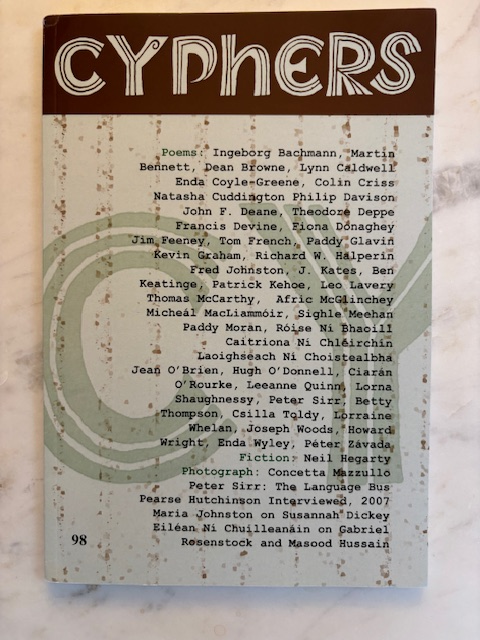 CYPHERS
Poems: Ingeborg Bachmann, Martin
Bennett, Dean Browne, Lynn Caldwell
Enda Coyle-Greene, Colin Criss
Natasha Cuddington Philip Davison
John F. Deane, Theodore Deppe
Francis Devine, Fiona Donaghey
Jim Feeney, Tom French, Paddy Glavin
Kevin Graham, Richard W. Halperin
Fred Johnston, J. Kates, Ben
Keatinge, Patrick Kehoe, Leo Lavery
Thomas McCarthy, Afric McGlinchey
Micheál MacLiammóir, Sighle Meehan
Paddy Moran, Róise Ní Bhaoill
Caitríona Ní Chléirchín
Laoighseach Ní Choistealbha
Jean O'Brien, Hugh O'Donnell, Ciarán
O'Rourke, Leeanne Quinn, Lorna
Shaughnessy, Peter Sirr, Betty
Thompson, Csilla Toldy, Lorraine
Whelan, Joseph Woods, Howard
Wright, Enda Wyley, Péter Závada
Fiction: Neil Hegarty
Photograph: Concetta Mazzullo
Peter Sirr: The Language Bus
Pearse Hutchinson Interviewed, 2007
Maria Johnston on Susannah Dickey
Eiléan Ní Chuilleanáin on Gabriel
Rosenstock and Masood Hussain
98
CY